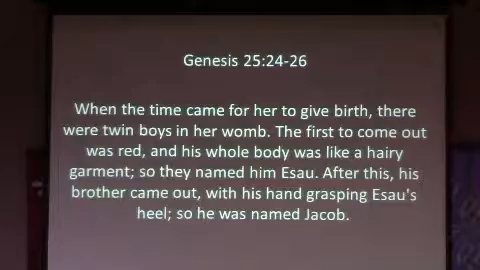 Genesis 25:24-26
When the time came for her to give birth, there
were twin boys in her womb. The first to come out
was red, and his whole body was like a hairy
garment; so they named him Esau. After this, his
brother came out, with his hand grasping Esau's
heel; so he was named Jacob.